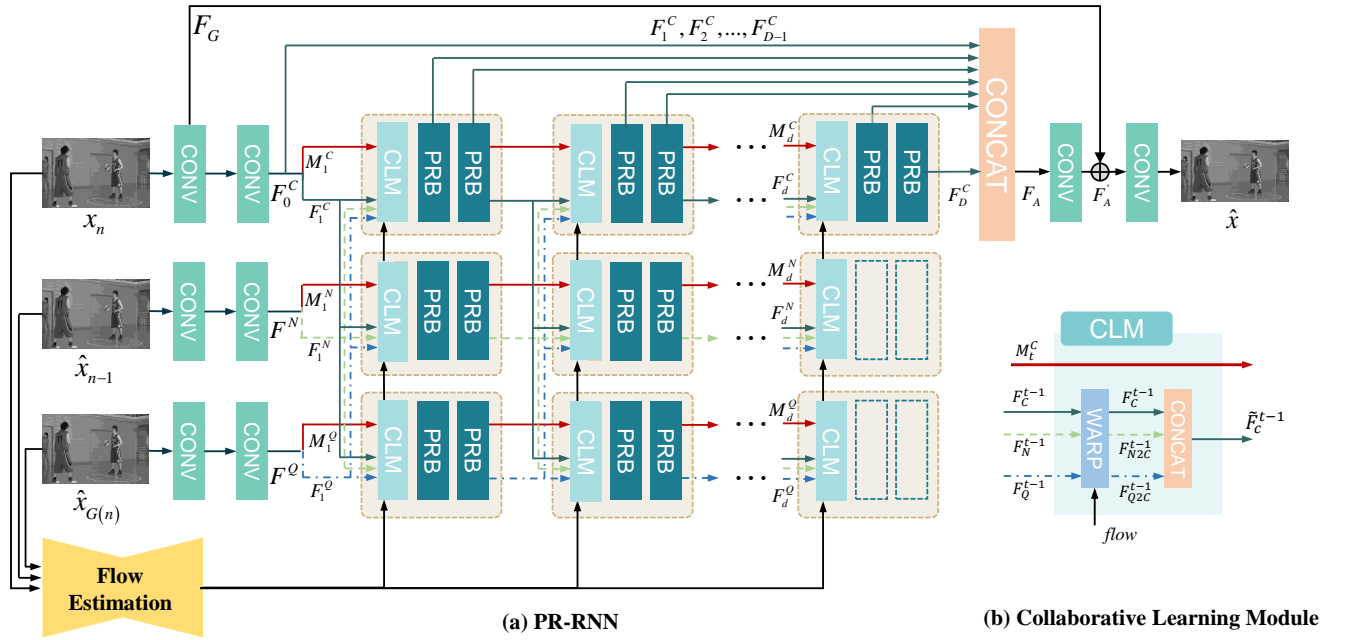 F_G
F_1^C, F_2^C, ..., F_{D-1}^C
x_n
CONV
CONV
F_0^C
M_1^C
F_1^C
CLM
PRB
PRB
CLM
PRB
PRB
M_d^C
...
F_d^C
...
CLM
PRB
PRB
F_D^C
CONCAT
F_A
CONV
F_A^'
CONV
x̂
x̂_{n-1}
CONV
CONV
F^N
M_1^N
F_1^N
CLM
PRB
PRB
CLM
PRB
PRB
M_d^N
...
F_d^N
...
CLM
x̂_{G(n)}
CONV
CONV
F^Q
M_1^Q
F_1^Q
CLM
PRB
PRB
CLM
PRB
PRB
M_d^Q
...
F_d^Q
...
CLM
Flow
Estimation
(a) PR-RNN
CLM
M_t^C
F_C^{t-1}
F_N^{t-1}
F_Q^{t-1}
WARP
F_C^{t-1}
F_{N2C}^{t-1}
F_{Q2C}^{t-1}
CONCAT
F̃_c^{t-1}
flow
(b) Collaborative Learning Module